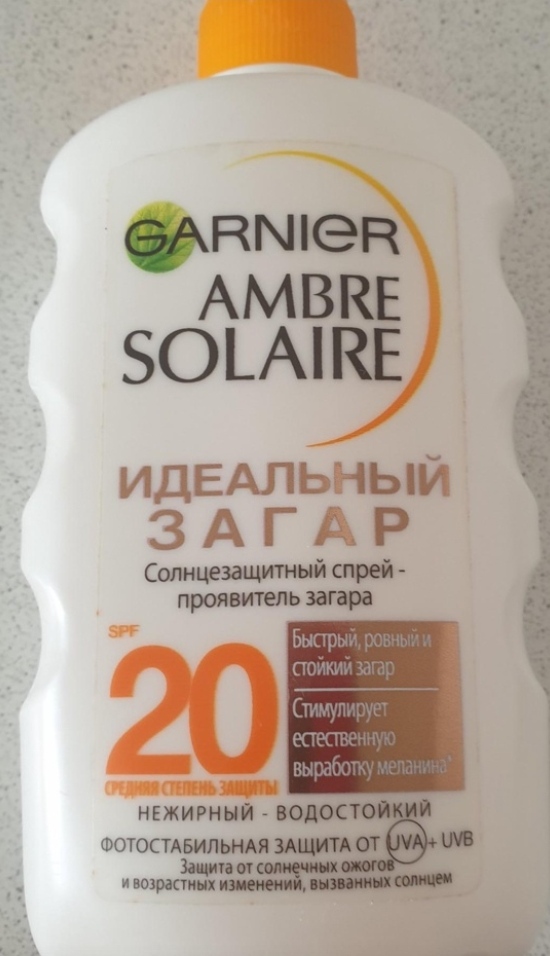 GARNIER
AMBRE
SOLAIRE
ИДЕАЛЬНЫЙ
ЗАГАР
Солнцезащитный спрей -
проявитель загара
SPF
20
СРЕДНЯЯ СТЕПЕНЬ ЗАЩИТЫ
Быстрый, ровный и
стойкий загар
Стимулирует
естественную
выработку меланина*
НЕЖИРНЫЙ - ВОДОСТОЙКИЙ
ФОТОСТАБИЛЬНАЯ ЗАЩИТА ОТ UVA + UVB
Защита от солнечных ожогов
и возрастных изменений, вызванных солнцем